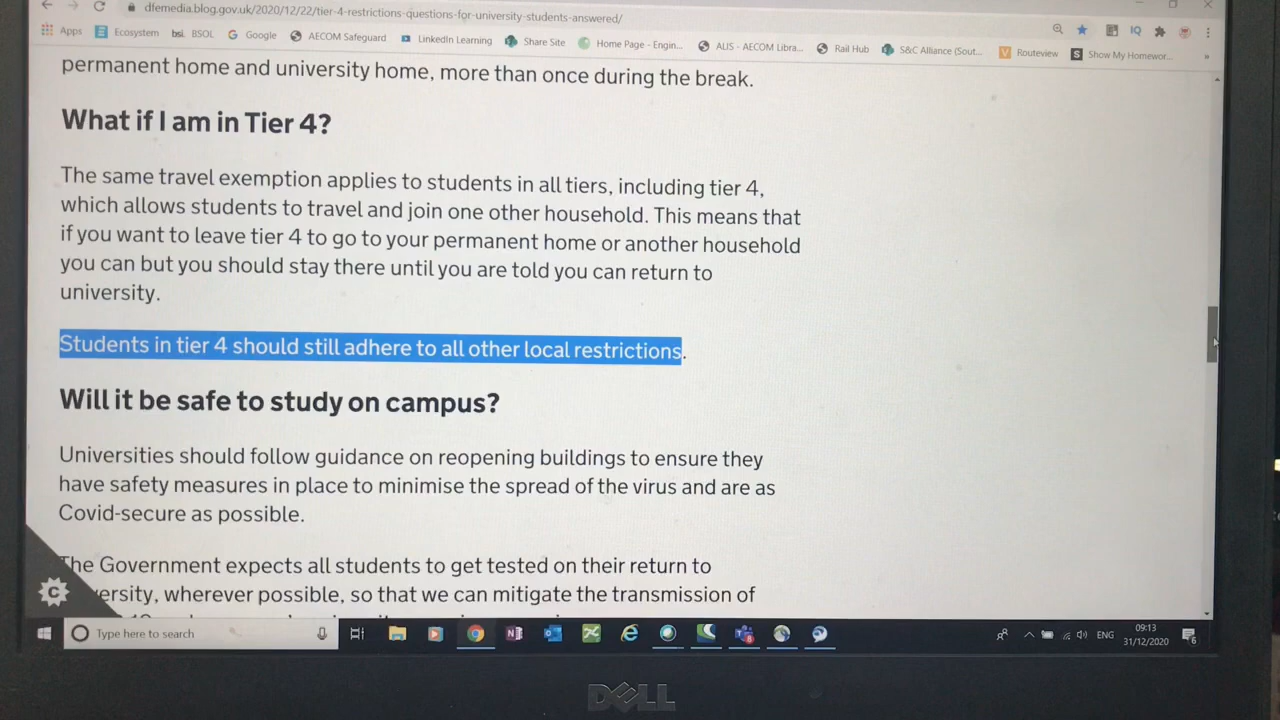 dfemedia.blog.gov.uk/2020/12/22/tier-4-restrictions-questions-for-university-students-answered/
Apps Ecosystem bsi. BSOL Google AECOM Safeguard LinkedIn Learning Share Site Home Page - Engin... ALIS - AECOM Libra... Rail Hub S&C Alliance (Sout... Routeview Show My Homewor... »
permanent home and university home, more than once during the break.
What if I am in Tier 4?
The same travel exemption applies to students in all tiers, including tier 4,
which allows students to travel and join one other household. This means that
if you want to leave tier 4 to go to your permanent home or another household
you can but you should stay there until you are told you can return to
university.
Students in tier 4 should still adhere to all other local restrictions.
Will it be safe to study on campus?
Universities should follow guidance on reopening buildings to ensure they
have safety measures in place to minimise the spread of the virus and are as
Covid-secure as possible.
The Government expects all students to get tested on their return to
ersity, wherever possible, so that we can mitigate the transmission of
Type here to search
ENG
09:13
31/12/2020
DELL